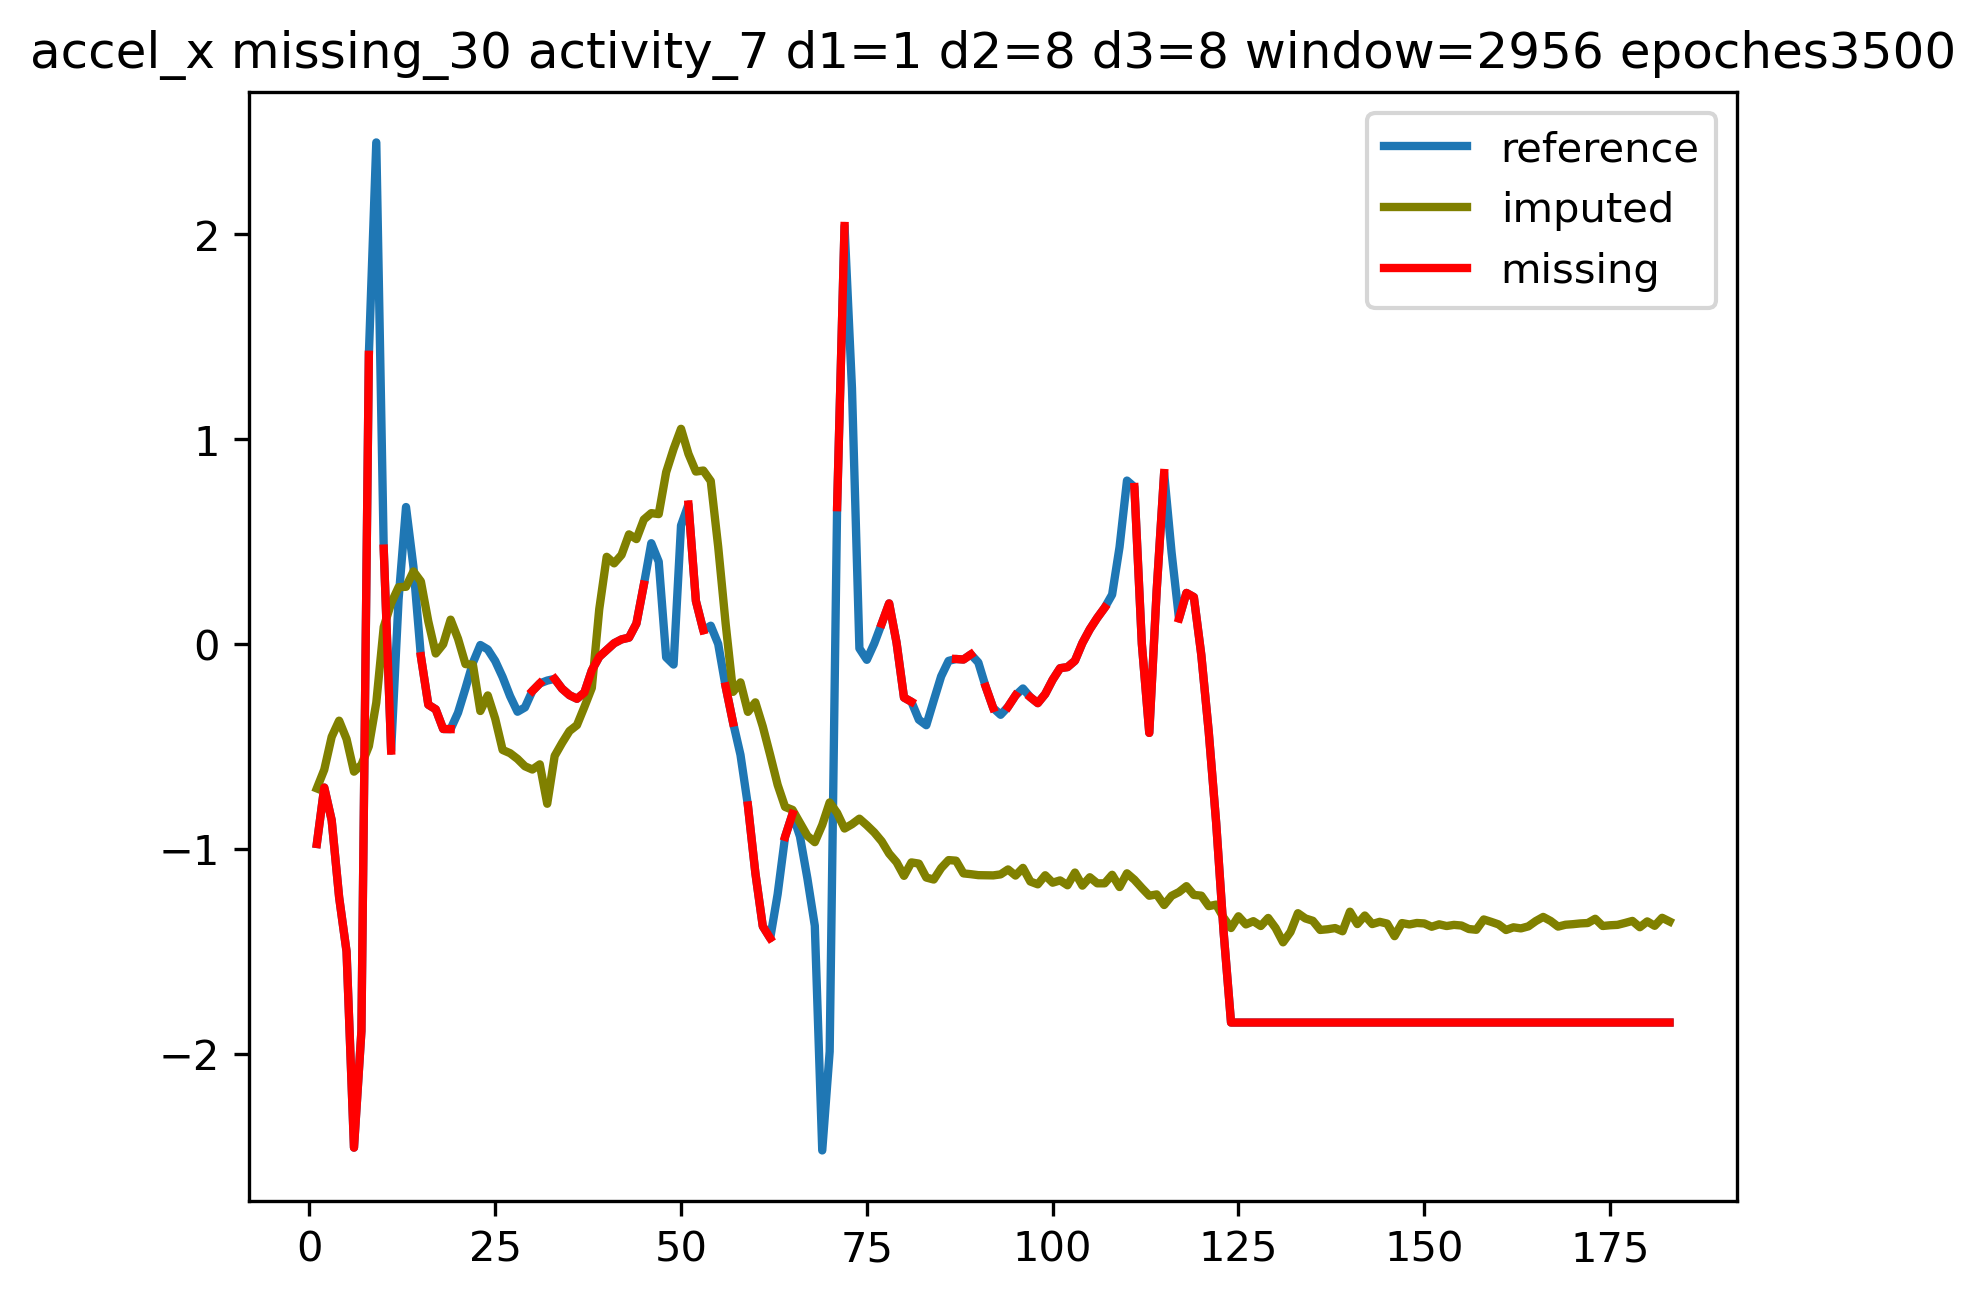 accel_x missing_30 activity_7 d1=1 d2=8 d3=8 window=2956 epoches3500
reference
imputed
missing
2
1
0
−1
−2
0 25 50 75 100 125 150 175